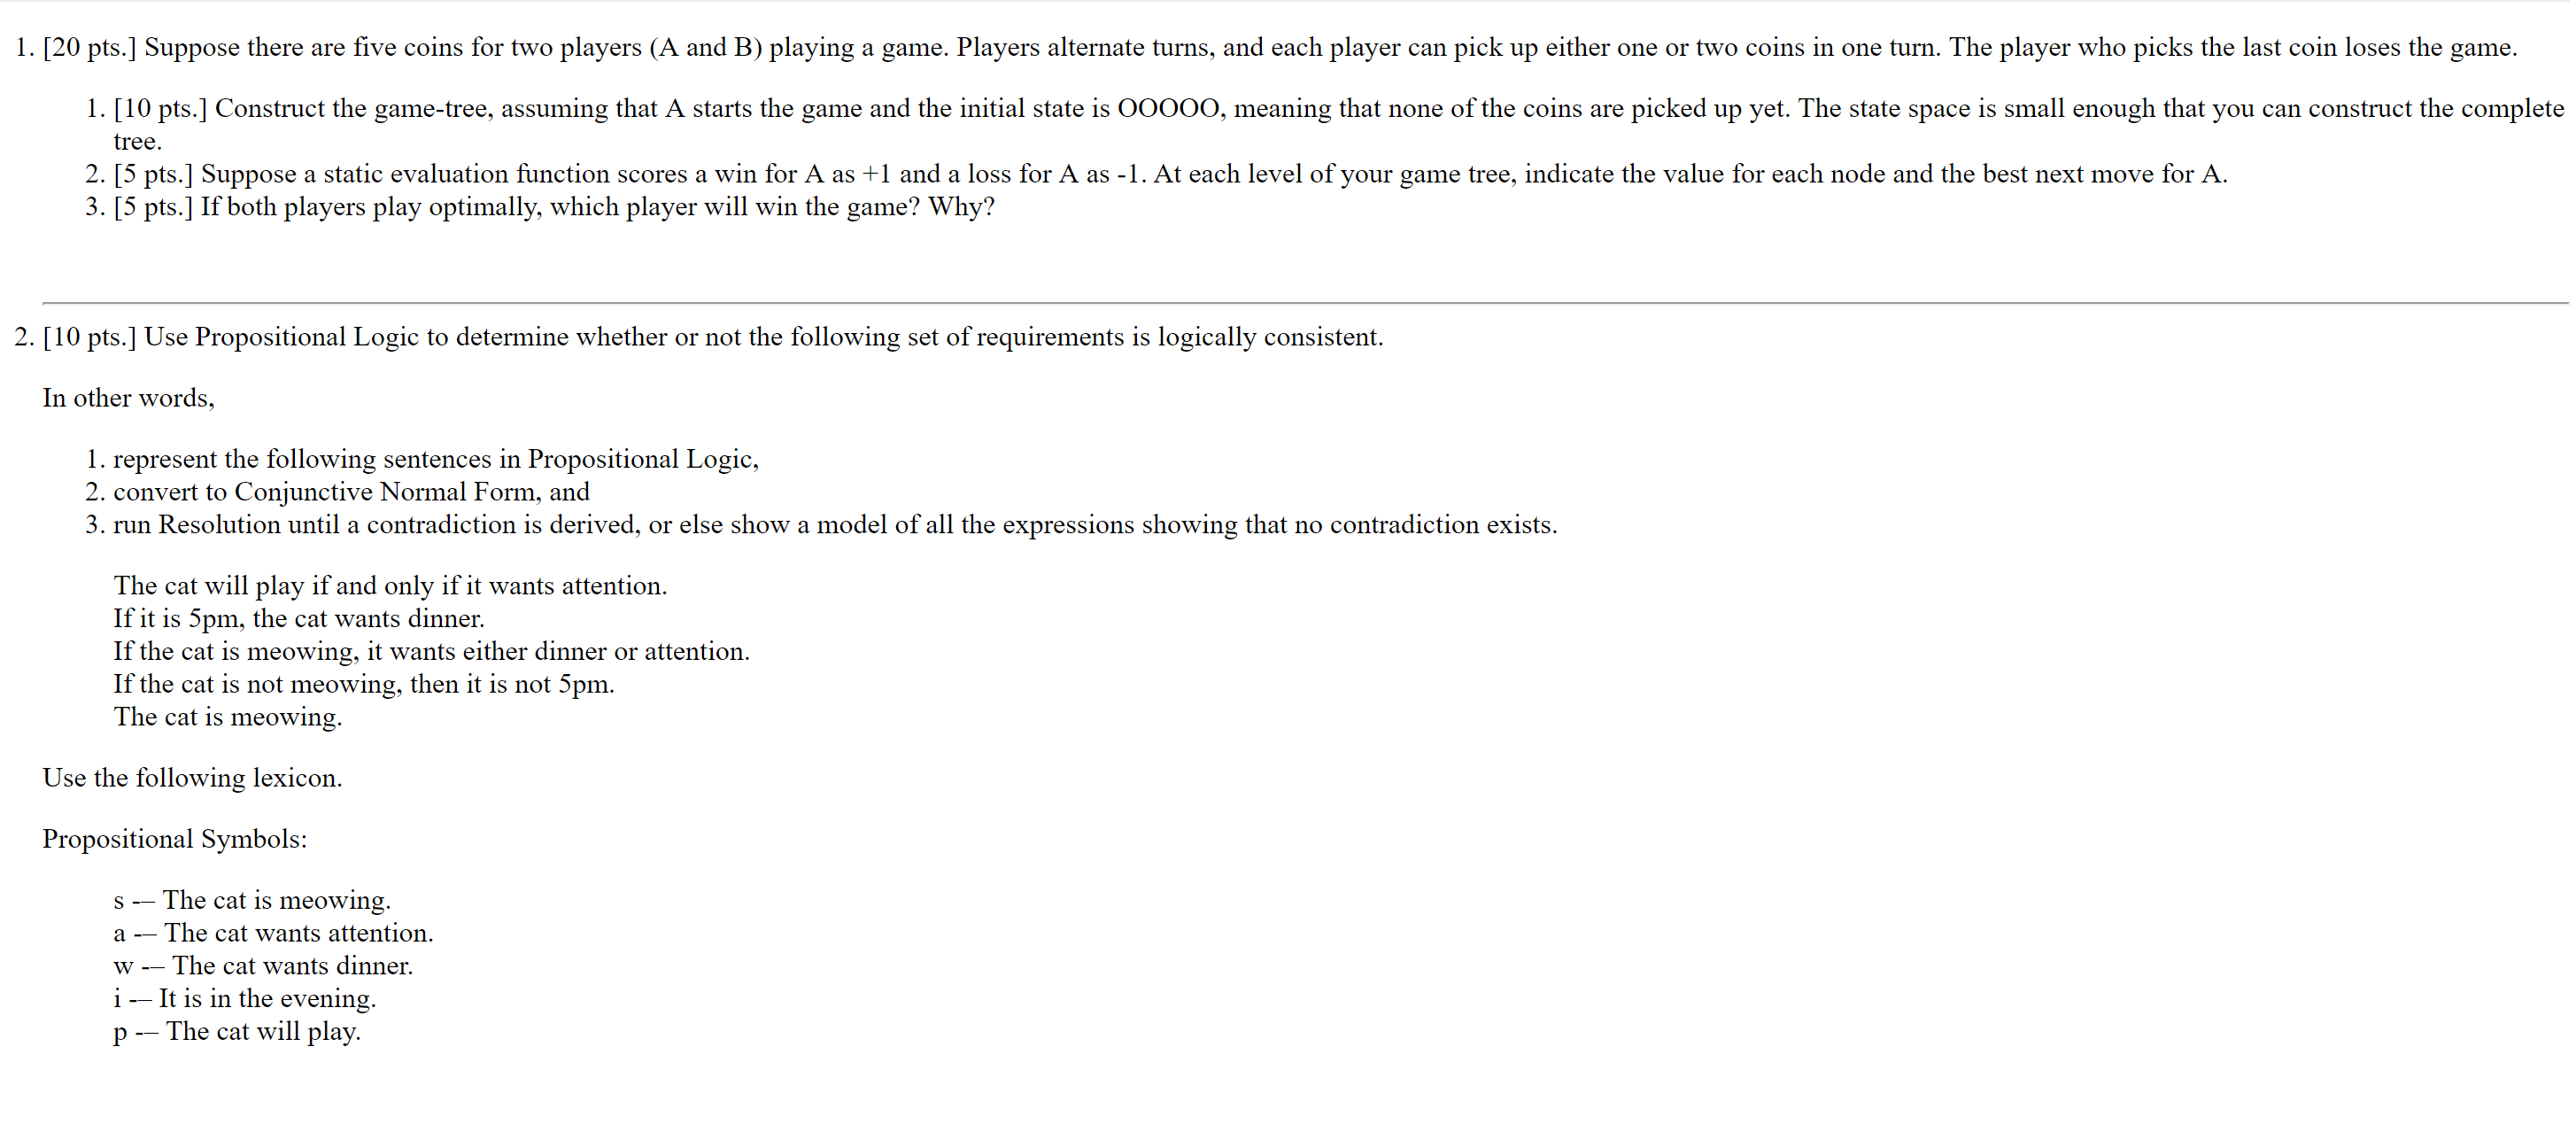 1. [20 pts.] Suppose there are five coins for two players (A and B) playing a game. Players alternate turns, and each player can pick up either one or two coins in one turn. The player who picks the last coin loses the game.
1. [10 pts.] Construct the game-tree, assuming that A starts the game and the initial state is OOOOO, meaning that none of the coins are picked up yet. The state space is small enough that you can construct the complete
tree.
2. [5 pts.] Suppose a static evaluation function scores a win for A as +1 and a loss for A as -1. At each level of your game tree, indicate the value for each node and the best next move for A.
3. [5 pts.] If both players play optimally, which player will win the game? Why?
2. [10 pts.] Use Propositional Logic to determine whether or not the following set of requirements is logically consistent.
In other words,
1. represent the following sentences in Propositional Logic,
2. convert to Conjunctive Normal Form, and
3. run Resolution until a contradiction is derived, or else show a model of all the expressions showing that no contradiction exists.
The cat will play if and only if it wants attention.
If it is 5pm, the cat wants dinner.
If the cat is meowing, it wants either dinner or attention.
If the cat is not meowing, then it is not 5pm.
The cat is meowing.
Use the following lexicon.
Propositional Symbols:
s -– The cat is meowing.
a -– The cat wants attention.
w -– The cat wants dinner.
i -– It is in the evening.
p -– The cat will play.